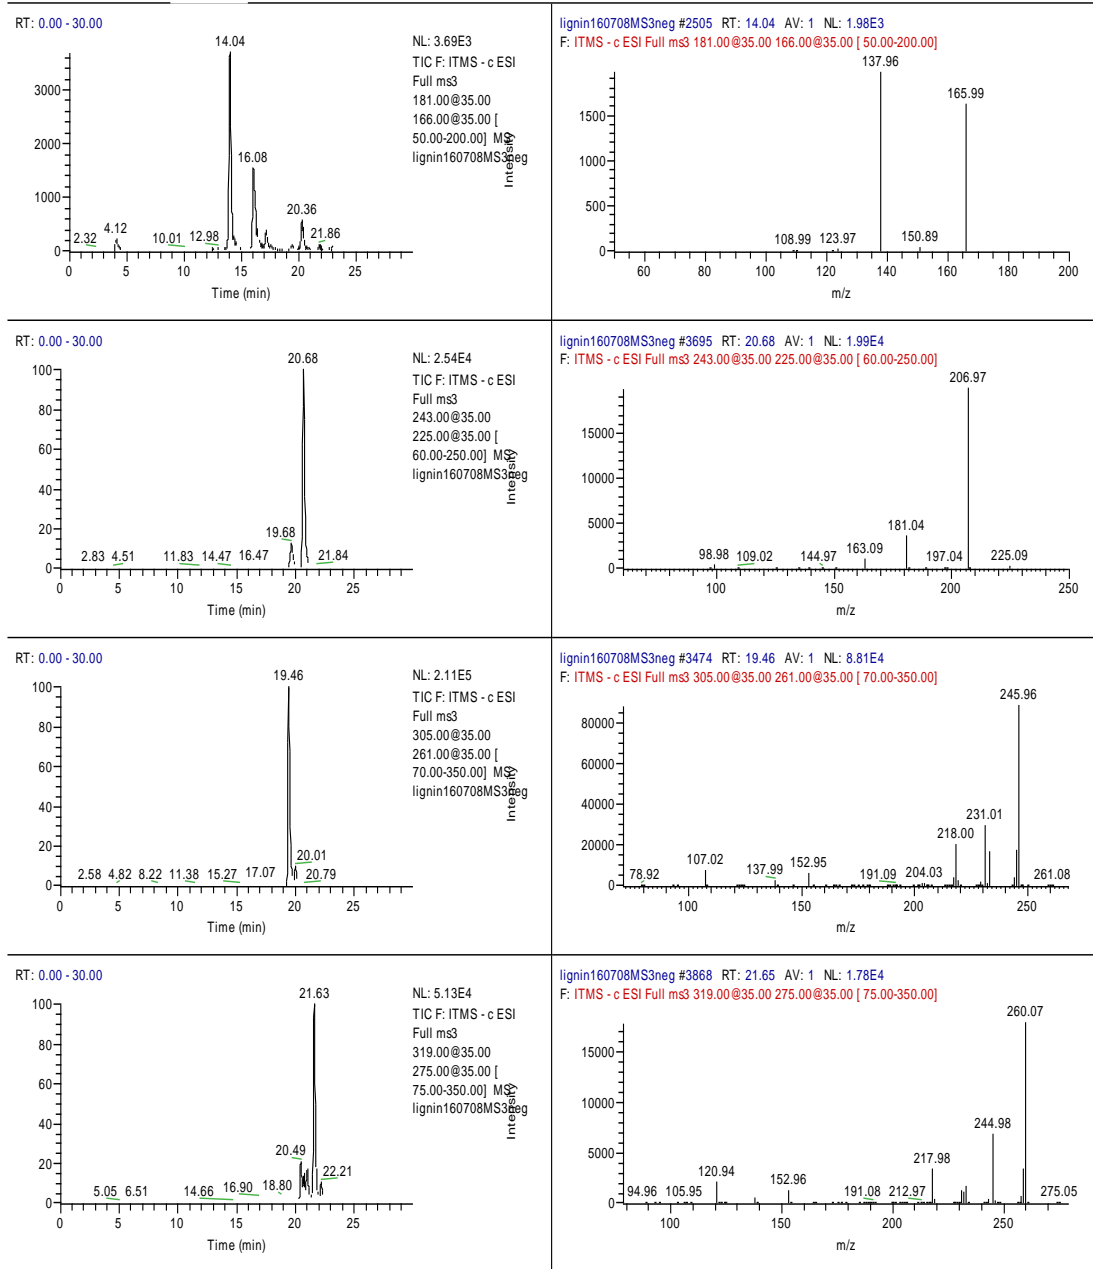 RT: 0.00 - 30.00
14.04
16.08
20.36
21.86
12.98
10.01
4.12
2.32
3000
2000
1000
0
0 5 10 15 20 25
Time (min)
NL: 3.69E3
TIC F: ITMS - c ESI
Full ms3
181.00@35.00
166.00@35.00 [
50.00-200.00] MS
lignin160708MS3neg
lignin160708MS3neg #2505 RT: 14.04 AV: 1 NL: 1.98E3
F: ITMS - c ESI Full ms3 181.00@35.00 166.00@35.00 [ 50.00-200.00]
137.96
165.99
150.89
123.97
108.99
1500
1000
500
0
Intensity
60 80 100 120 140 160 180 200
m/z
RT: 0.00 - 30.00
20.68
19.68
2.83 4.51 11.83 14.47 16.47 21.84
100
80
60
40
20
0
0 5 10 15 20 25
Time (min)
NL: 2.54E4
TIC F: ITMS - c ESI
Full ms3
243.00@35.00
225.00@35.00 [
60.00-250.00] MS
lignin160708MS3neg
lignin160708MS3neg #3695 RT: 20.68 AV: 1 NL: 1.99E4
F: ITMS - c ESI Full ms3 243.00@35.00 225.00@35.00 [ 60.00-250.00]
206.97
181.04
163.09
98.98 109.02 144.97 197.04 225.09
15000
10000
5000
0
Intensity
100 150 200 250
m/z
RT: 0.00 - 30.00
19.46
20.01
2.58 4.82 8.22 11.38 15.27 17.07 20.79
100
80
60
40
20
0
0 5 10 15 20 25
Time (min)
NL: 2.11E5
TIC F: ITMS - c ESI
Full ms3
305.00@35.00
261.00@35.00 [
70.00-350.00] MS
lignin160708MS3neg
lignin160708MS3neg #3474 RT: 19.46 AV: 1 NL: 8.81E4
F: ITMS - c ESI Full ms3 305.00@35.00 261.00@35.00 [ 70.00-350.00]
245.96
231.01
218.00
107.02 137.99 152.95
78.92 191.09 204.03 261.08
80000
60000
40000
20000
0
Intensity
100 150 200 250
m/z
RT: 0.00 - 30.00
21.63
20.49
22.21
5.05 6.51 14.66 16.90 18.80
100
80
60
40
20
0
0 5 10 15 20 25
Time (min)
NL: 5.13E4
TIC F: ITMS - c ESI
Full ms3
319.00@35.00
275.00@35.00 [
75.00-350.00] MS
lignin160708MS3neg
lignin160708MS3neg #3868 RT: 21.65 AV: 1 NL: 1.78E4
F: ITMS - c ESI Full ms3 319.00@35.00 275.00@35.00 [ 75.00-350.00]
260.07
244.98
217.98
120.94 152.96
94.96 105.95 191.08 212.97 275.05
15000
10000
5000
0
Intensity
100 150 200 250
m/z